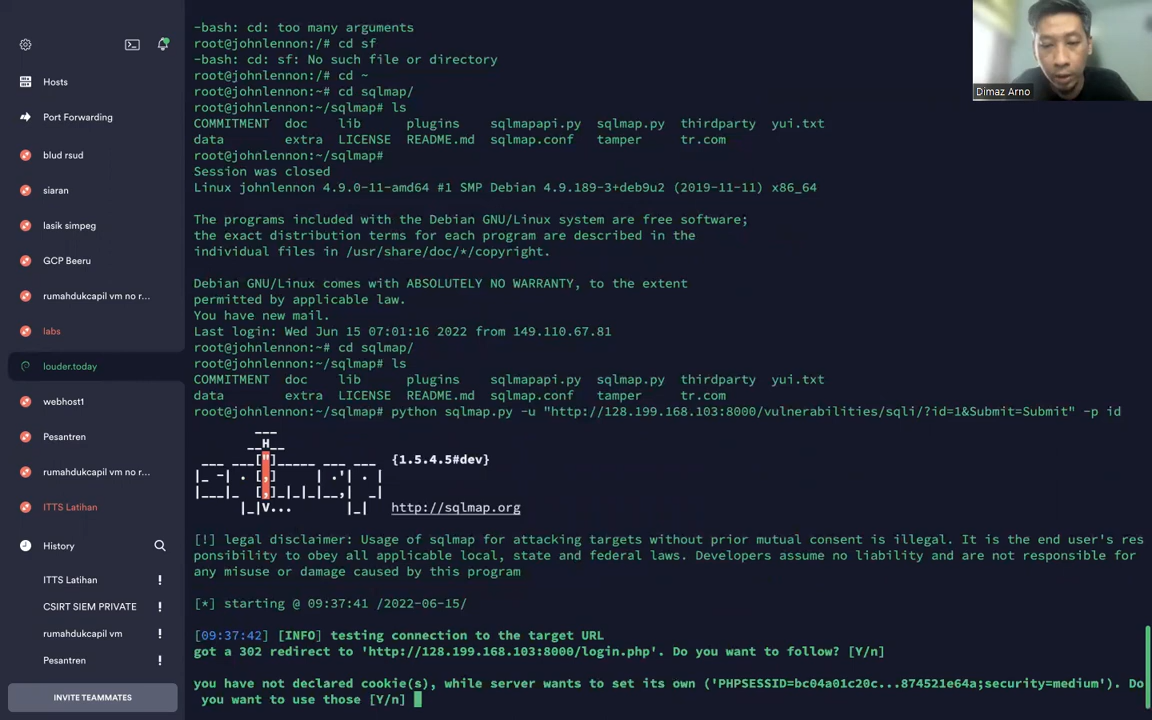 -bash: cd: too many arguments
root@johnlennon:/# cd sf
-bash: cd: sf: No such file or directory
root@johnlennon:/# cd ~
root@johnlennon:~# cd sqlmap/
root@johnlennon:~/sqlmap# ls
COMMITMENT  doc    lib      plugins    sqlmapapi.py  sqlmap.py  thirdparty  yui.txt
data        extra  LICENSE  README.md  sqlmap.conf   tamper     tr.com
root@johnlennon:~/sqlmap#
Session was closed
Linux johnlennon 4.9.0-11-amd64 #1 SMP Debian 4.9.189-3+deb9u2 (2019-11-11) x86_64
The programs included with the Debian GNU/Linux system are free software;
the exact distribution terms for each program are described in the
individual files in /usr/share/doc/*/copyright.
Debian GNU/Linux comes with ABSOLUTELY NO WARRANTY, to the extent
permitted by applicable law.
You have new mail.
Last login: Wed Jun 15 07:01:16 2022 from 149.110.67.81
root@johnlennon:~# cd sqlmap/
root@johnlennon:~/sqlmap# ls
COMMITMENT  doc    lib      plugins    sqlmapapi.py  sqlmap.py  thirdparty  yui.txt
data        extra  LICENSE  README.md  sqlmap.conf   tamper     tr.com
root@johnlennon:~/sqlmap# python sqlmap.py -u "http://128.199.168.103:8000/vulnerabilities/sqli/?id=1&Submit=Submit" -p id
{1.5.4.5#dev}
http://sqlmap.org
[!] legal disclaimer: Usage of sqlmap for attacking targets without prior mutual consent is illegal. It is the end user's res
ponsibility to obey all applicable local, state and federal laws. Developers assume no liability and are not responsible for
any misuse or damage caused by this program
[*] starting @ 09:37:41 /2022-06-15/
[09:37:42] [INFO] testing connection to the target URL
got a 302 redirect to 'http://128.199.168.103:8000/login.php'. Do you want to follow? [Y/n]
you have not declared cookie(s), while server wants to set its own ('PHPSESSID=bc04a01c20c...874521e64a;security=medium'). Do
you want to use those [Y/n]
Hosts
Port Forwarding
blud rsud
siaran
lasik simpeg
GCP Beeru
rumahdukcapil vm no r...
labs
louder.today
webhost1
Pesantren
rumahdukcapil vm no r...
ITTS Latihan
History
ITTS Latihan
CSIRT SIEM PRIVATE
rumahdukcapil vm
Pesantren
INVITE TEAMMATES
Dimaz Arno